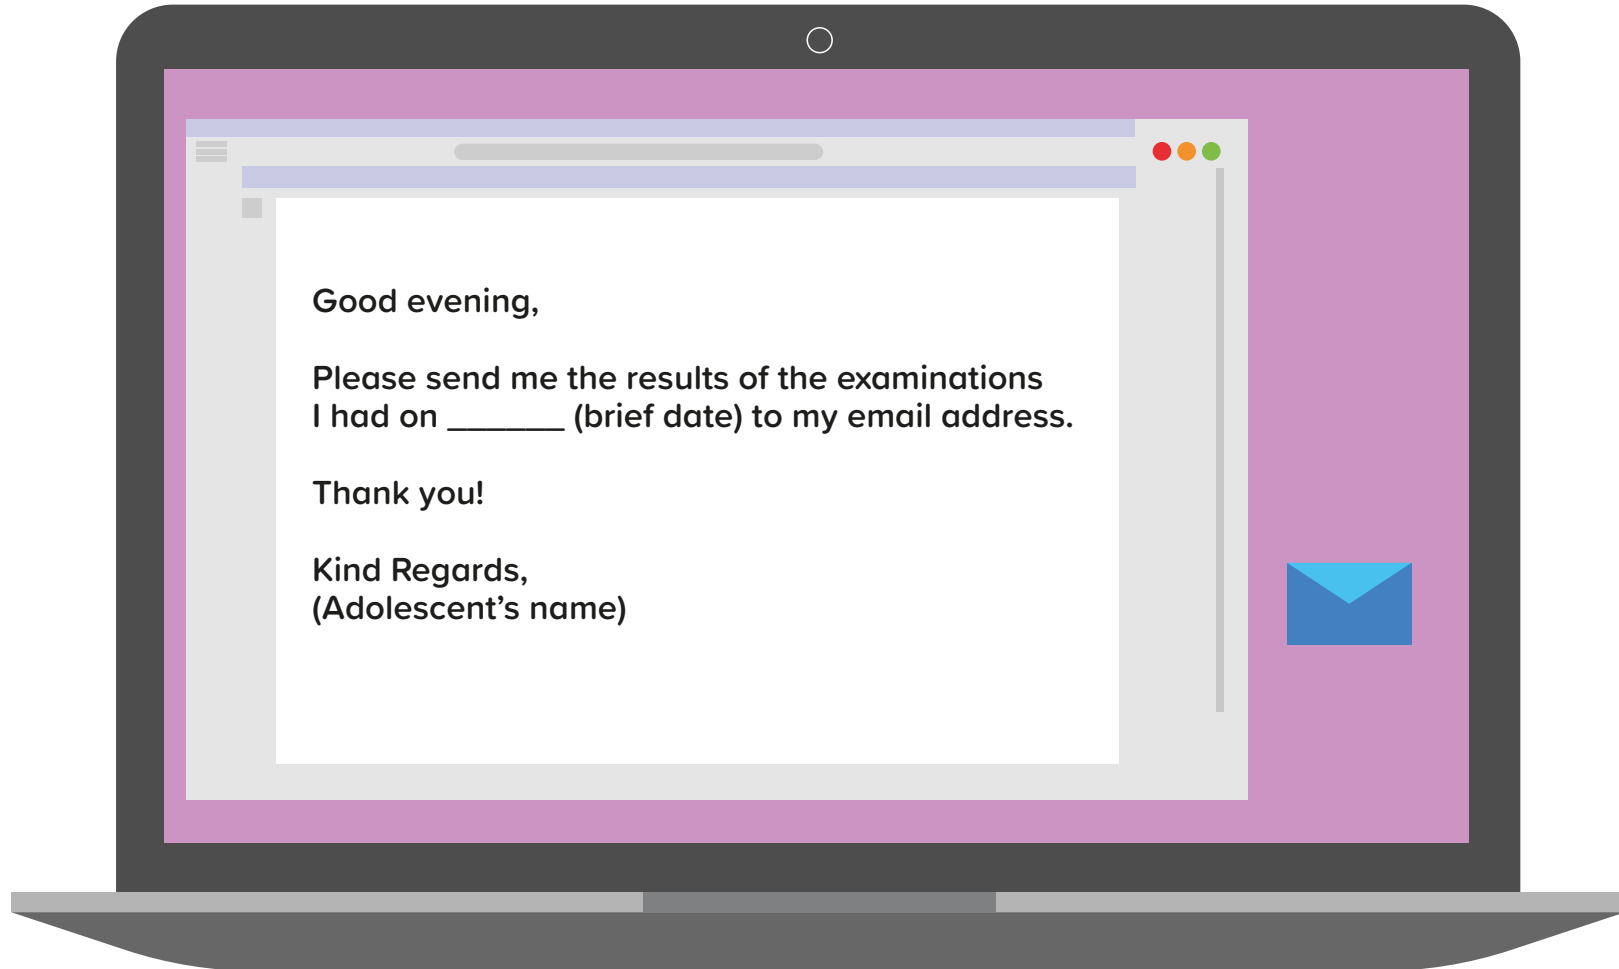 Good evening,
Please send me the results of the examinations
I had on ______ (brief date) to my email address.
Thank you!
Kind Regards,
(Adolescent’s name)